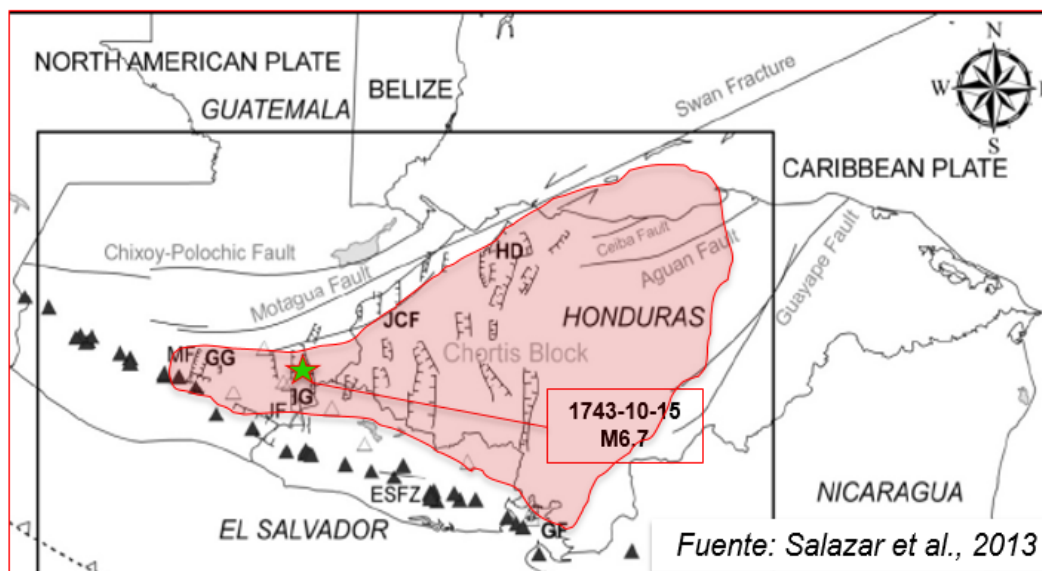 NORTH AMERICAN PLATE
GUATEMALA
BELIZE
Swan Fracture
N
W
S
CARIBBEAN PLATE
Chixoy-Polochic Fault
Motagua Fault
HD
Ceiba Fault
Aguan Fault
Guayape Fault
JCF
HONDURAS
MF
GG
Chortis Block
IG
JF
1743-10-15
M6.7
ESFZ
EL SALVADOR
GF
NICARAGUA
Fuente: Salazar et al., 2013